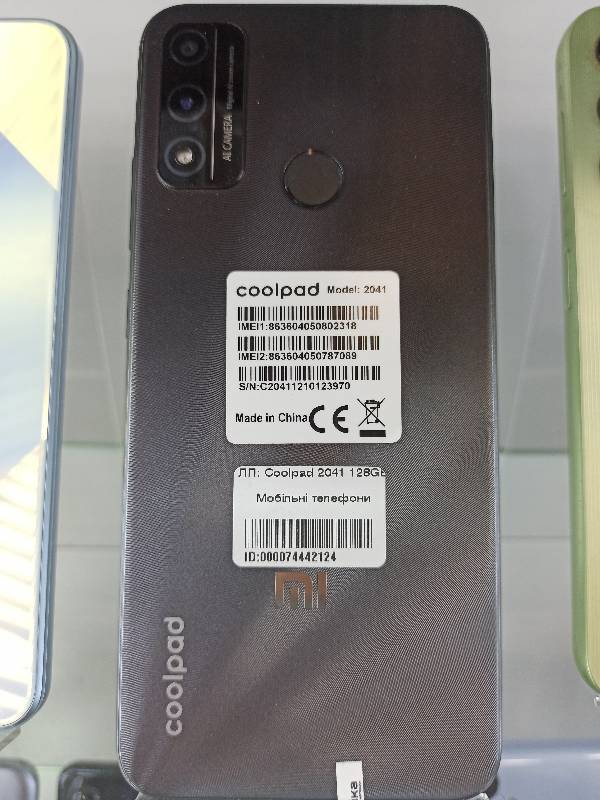 AI CAMERA
coolpad Model: 2041
IMEI1:863604050802318
IMEI2:863604050787089
S/N:C20411210123970
Made in China CE
ЛП: Coolpad 2041 128GB
Мобільні телефони
ID:000074442124
mi
coolpad